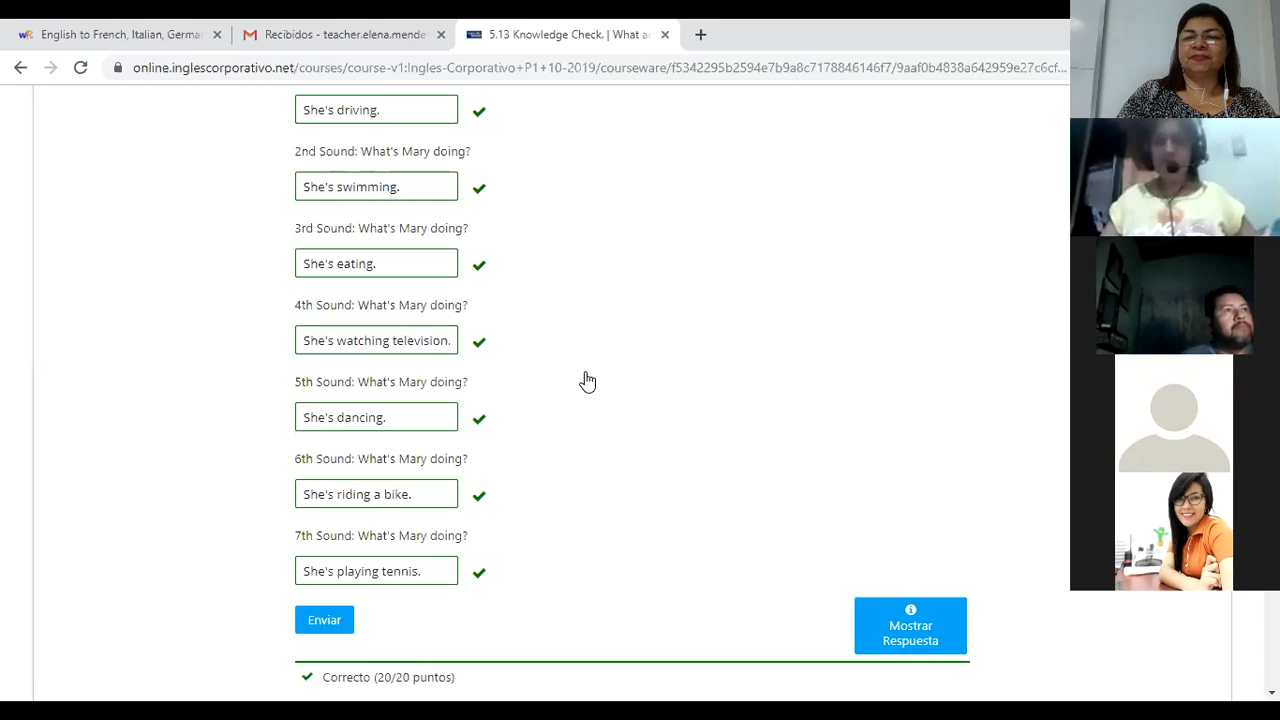 English to French, Italian, Germa
Recibidos - teacher.elena.mende
5.13 Knowledge Check. | What a
online.inglescorporativo.net/courses/course-v1:Ingles-Corporativo+P1+10-2019/courseware/f5342295b2594e7b9a8c7178846146f7/9aaf0b4838a642959e27c6cf...
She's driving.
2nd Sound: What's Mary doing?
She's swimming.
3rd Sound: What's Mary doing?
She's eating.
4th Sound: What's Mary doing?
She's watching television.
5th Sound: What's Mary doing?
She's dancing.
6th Sound: What's Mary doing?
She's riding a bike.
7th Sound: What's Mary doing?
She's playing tennis.
Enviar
Mostrar
Respuesta
Correcto (20/20 puntos)